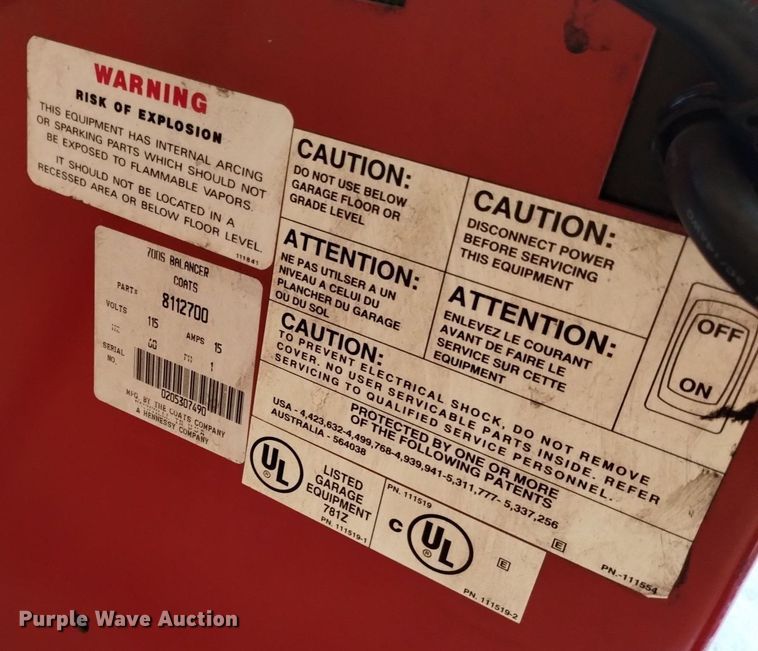 WARNING
RISK OF EXPLOSION
THIS EQUIPMENT HAS INTERNAL ARCING
OR SPARKING PARTS WHICH SHOULD NOT
BE EXPOSED TO FLAMMABLE VAPORS.
IT SHOULD NOT BE LOCATED IN A
RECESSED AREA OR BELOW FLOOR LEVEL.
111841
700S BALANCER
COATS
PART# 8112700
VOLTS 115 AMPS 15
60 1
SERIAL
NO.
0205307490
MFG. BY THE COATS COMPANY
A HENNESSY COMPANY
CAUTION:
DO NOT USE BELOW
GARAGE FLOOR OR
GRADE LEVEL
ATTENTION:
NE PAS UTILSER A UN
NIVEAU A CELUI DU
PLANCHER DU GARAGE
OÙ DU SOL
CAUTION:
DISCONNECT POWER
BEFORE SERVICING
THIS EQUIPMENT
ATTENTION:
ENLEVEZ LE COURANT
AVANT DE FAIRE LE
SERVICE SUR CETTE
EQUIPMENT
OFF
ON
CAUTION:
TO PREVENT ELECTRICAL SHOCK, DO NOT REMOVE
COVER. NO USER SERVICABLE PARTS INSIDE. REFER
SERVICING TO QUALIFIED SERVICE PERSONNEL.
PROTECTED BY ONE OR MORE
OF THE FOLLOWING PATENTS
USA - 4,423,632-4,499,768-4,939,941-5,311,777- 5,337,256
AUSTRALIA - 564038
UL
®
LISTED
GARAGE
EQUIPMENT
781Z
PN. 111519-1
PN. 111519
C UL
®
E
PN. 111519-2
E
PN.-111554
Purple Wave Auction